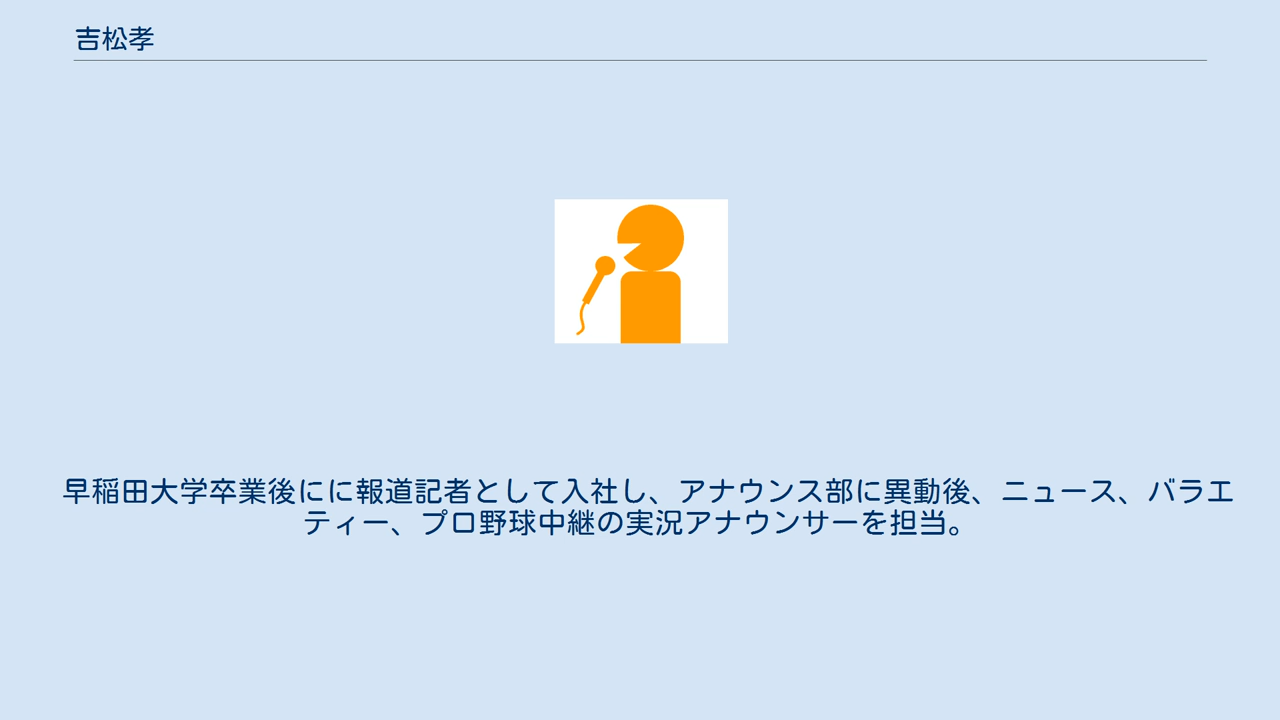 吉松孝
早稲田大学卒業後にに報道記者として入社し、アナウンス部に異動後、ニュース、バラエ
ティー、プロ野球中継の実況アナウンサーを担当。